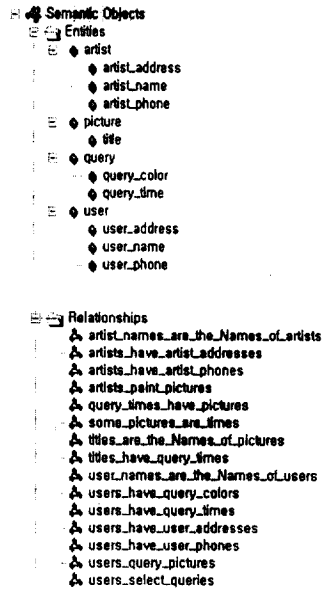 Semantic Objects
Entities
artist
artist_address
artist_name
artist_phone
picture
title
query
query_color
query_time
user
user_address
user_name
user_phone
Relationships
artist_names_are_the_Names_of_artists
artists_have_artist_addresses
artists_have_artist_phones
artists_paint_pictures
query_times_have_pictures
some_pictures_are_times
titles_are_the_Names_of_pictures
titles_have_query_times
user_names_are_the_Names_of_users
users_have_query_colors
users_have_query_times
users_have_user_addresses
users_have_user_phones
users_query_pictures
users_select_queries